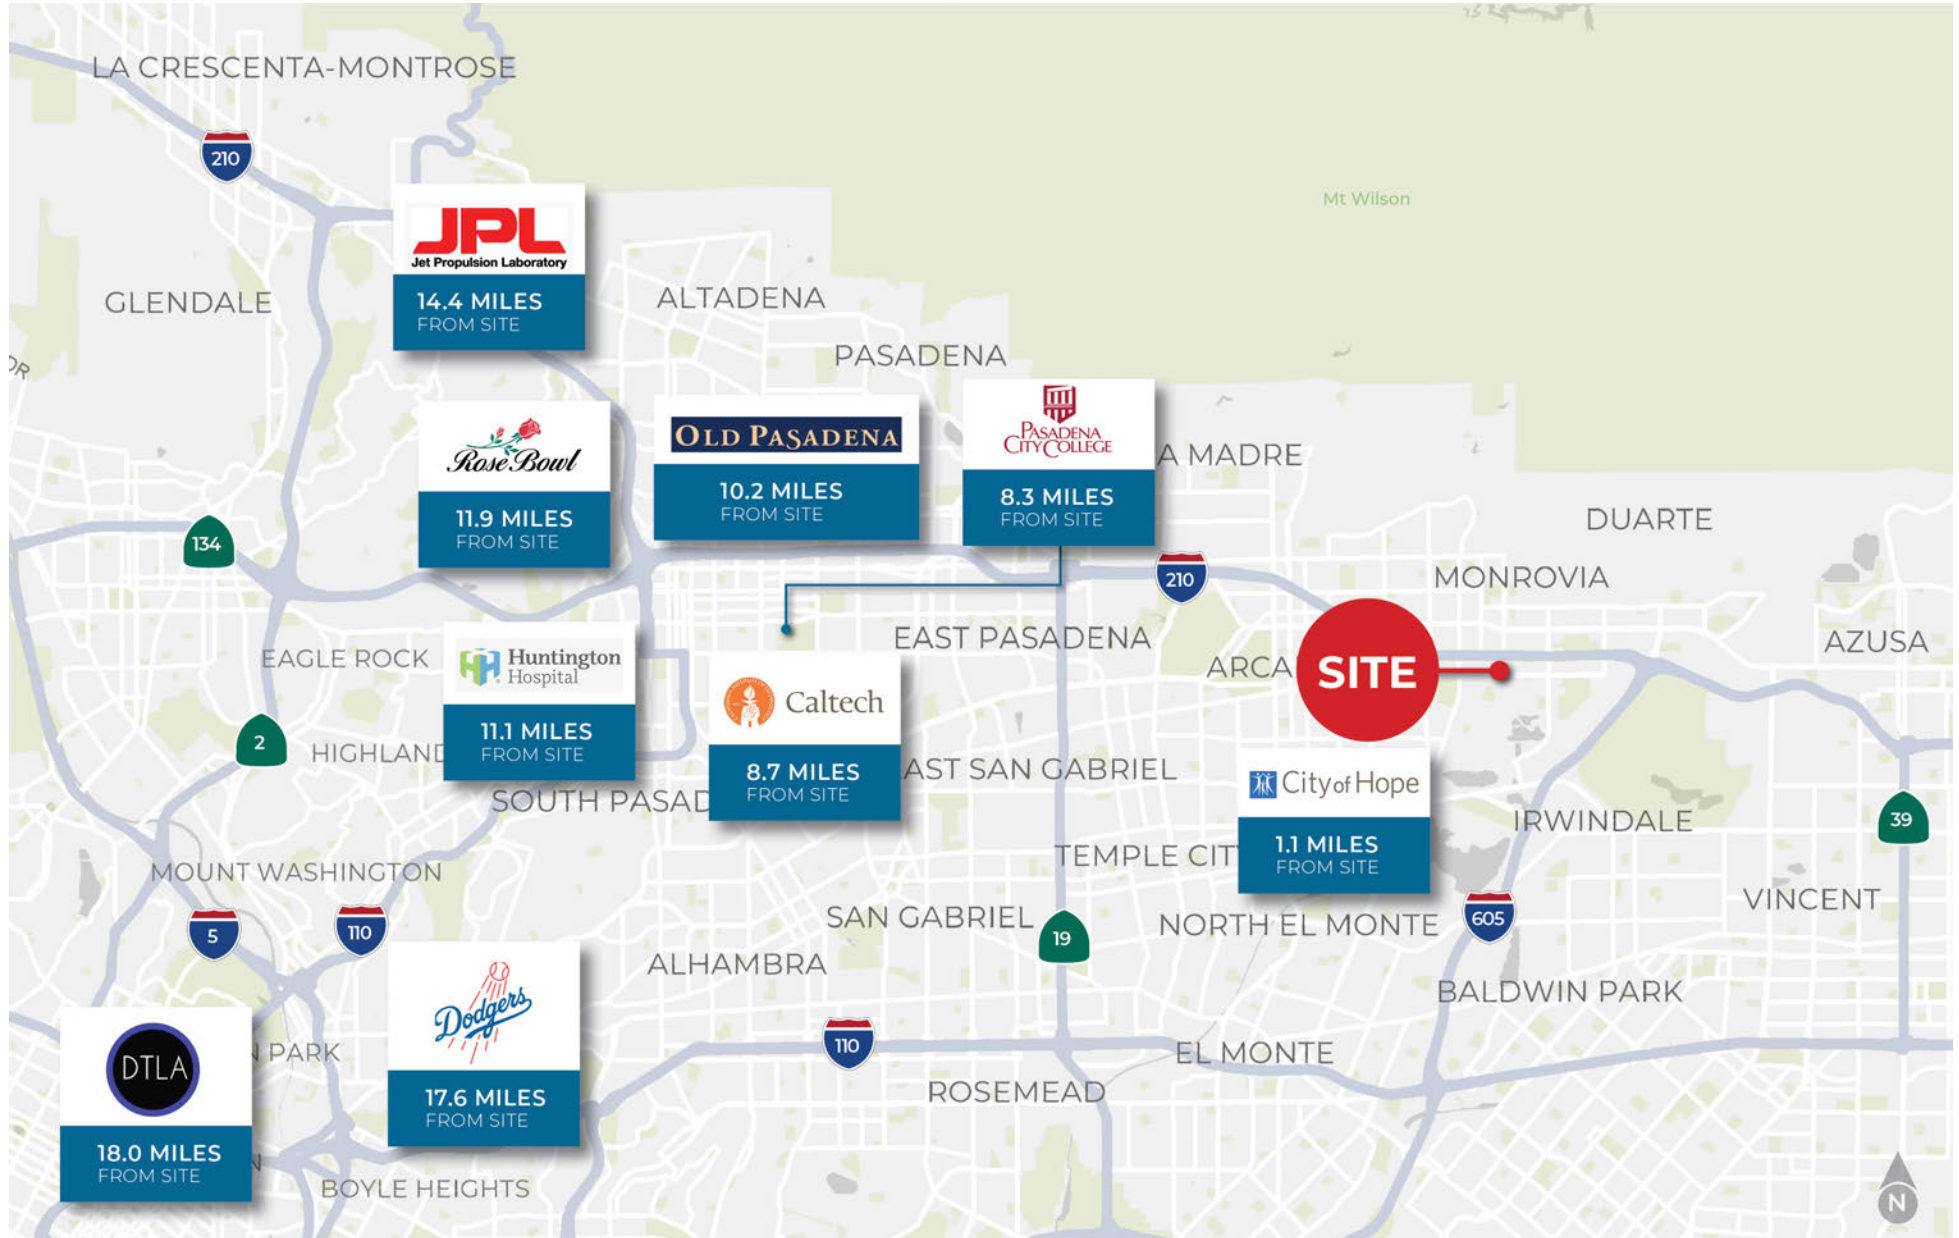 LA CRESCENTA-MONTROSE
210
Mt Wilson
JPL
Jet Propulsion Laboratory
14.4 MILES
FROM SITE
GLENDALE
ALTADENA
PASADENA
OR
Rose Bowl
11.9 MILES
FROM SITE
OLD PASADENA
10.2 MILES
FROM SITE
PASADENA
CITY COLLEGE
8.3 MILES
FROM SITE
A MADRE
DUARTE
134
210
MONROVIA
EAST PASADENA
AZUSA
EAGLE ROCK
Huntington
Hospital
11.1 MILES
FROM SITE
ARCA
SITE
Caltech
8.7 MILES
FROM SITE
2
HIGHLAND
AST SAN GABRIEL
City of Hope
1.1 MILES
FROM SITE
SOUTH PASAD
IRWINDALE
39
TEMPLE CIT
MOUNT WASHINGTON
VINCENT
5
110
SAN GABRIEL
19
NORTH EL MONTE
605
ALHAMBRA
Dodgers
17.6 MILES
FROM SITE
BALDWIN PARK
DTLA
18.0 MILES
FROM SITE
N PARK
110
EL MONTE
ROSEMEAD
N
BOYLE HEIGHTS
N